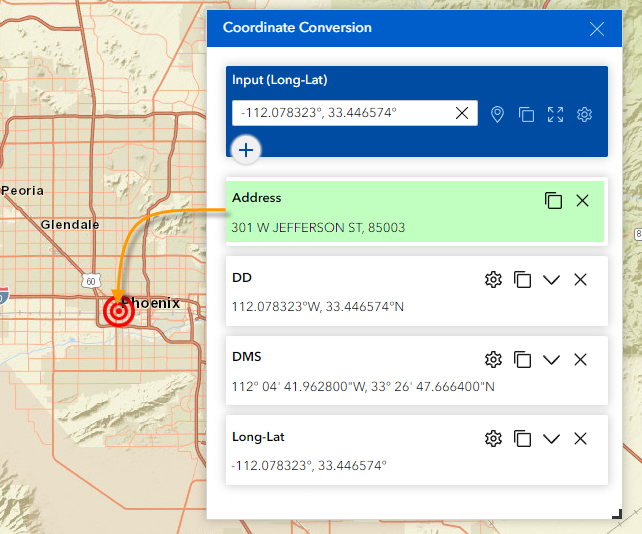 Coordinate Conversion
Input (Long-Lat)
-112.078323°, 33.446574°
Address
301 W JEFFERSON ST, 85003
DD
112.078323°W, 33.446574°N
DMS
112° 04' 41.962800"W, 33° 26' 47.666400"N
Long-Lat
-112.078323°, 33.446574°
Peoria
Glendale
60
Phoenix